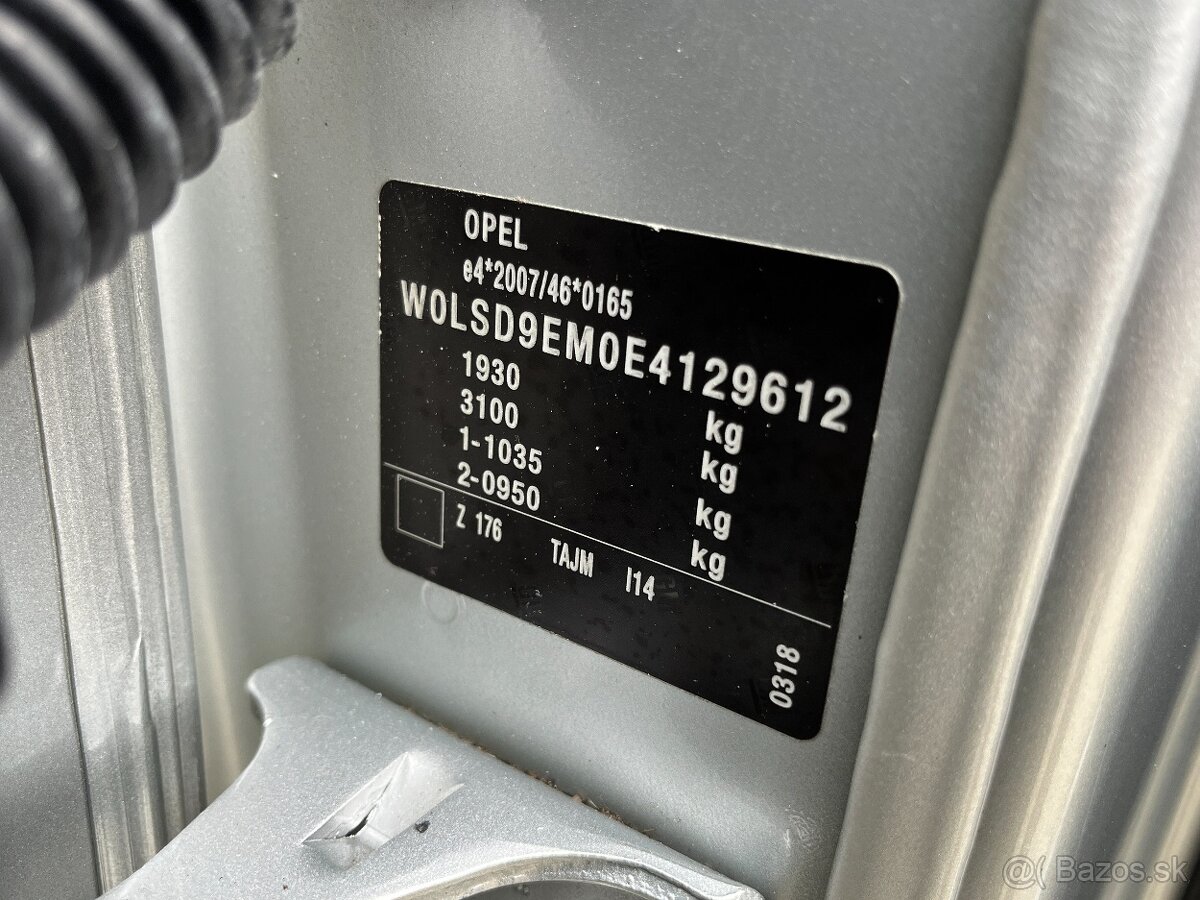 OPEL
e4*2007/46*0165
W0LSD9EM0E4129612
1930 kg
3100 kg
1-1035 kg
2-0950 kg
Z 176 TAJM I14
0318
@( Bazos.sk